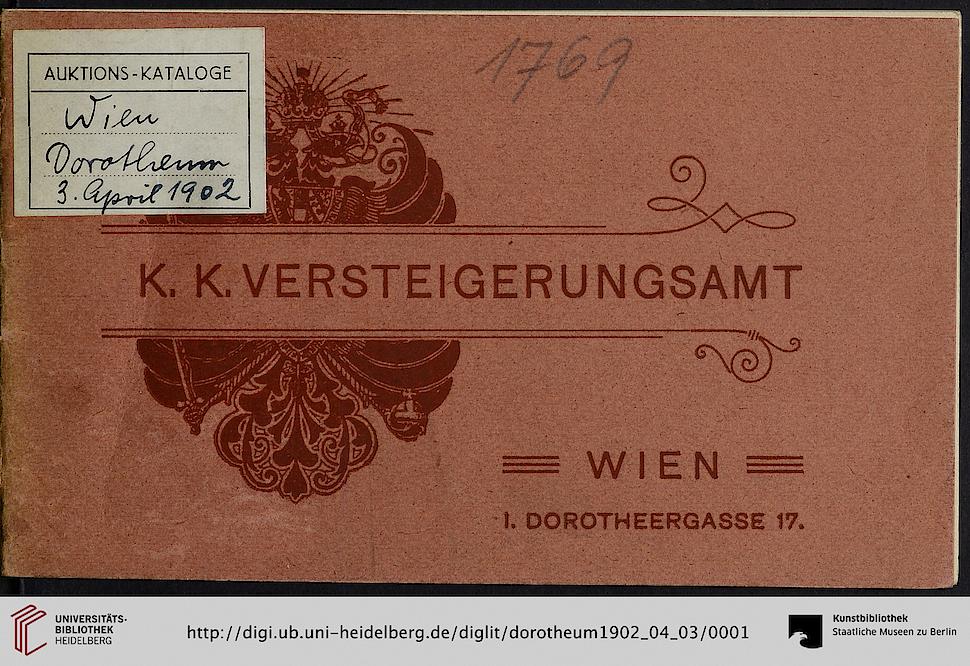 1769
AUKTIONS-KATALOGE
Wien
Dorotheum
3. April 1902
K. K. VERSTEIGERUNGSAMT
WIEN
I. DOROTHEERGASSE 17.
UNIVERSITÄTS-
BIBLIOTHEK
HEIDELBERG
http://digi.ub.uni-heidelberg.de/diglit/dorotheum1902_04_03/0001
Kunstbibliothek
Staatliche Museen zu Berlin